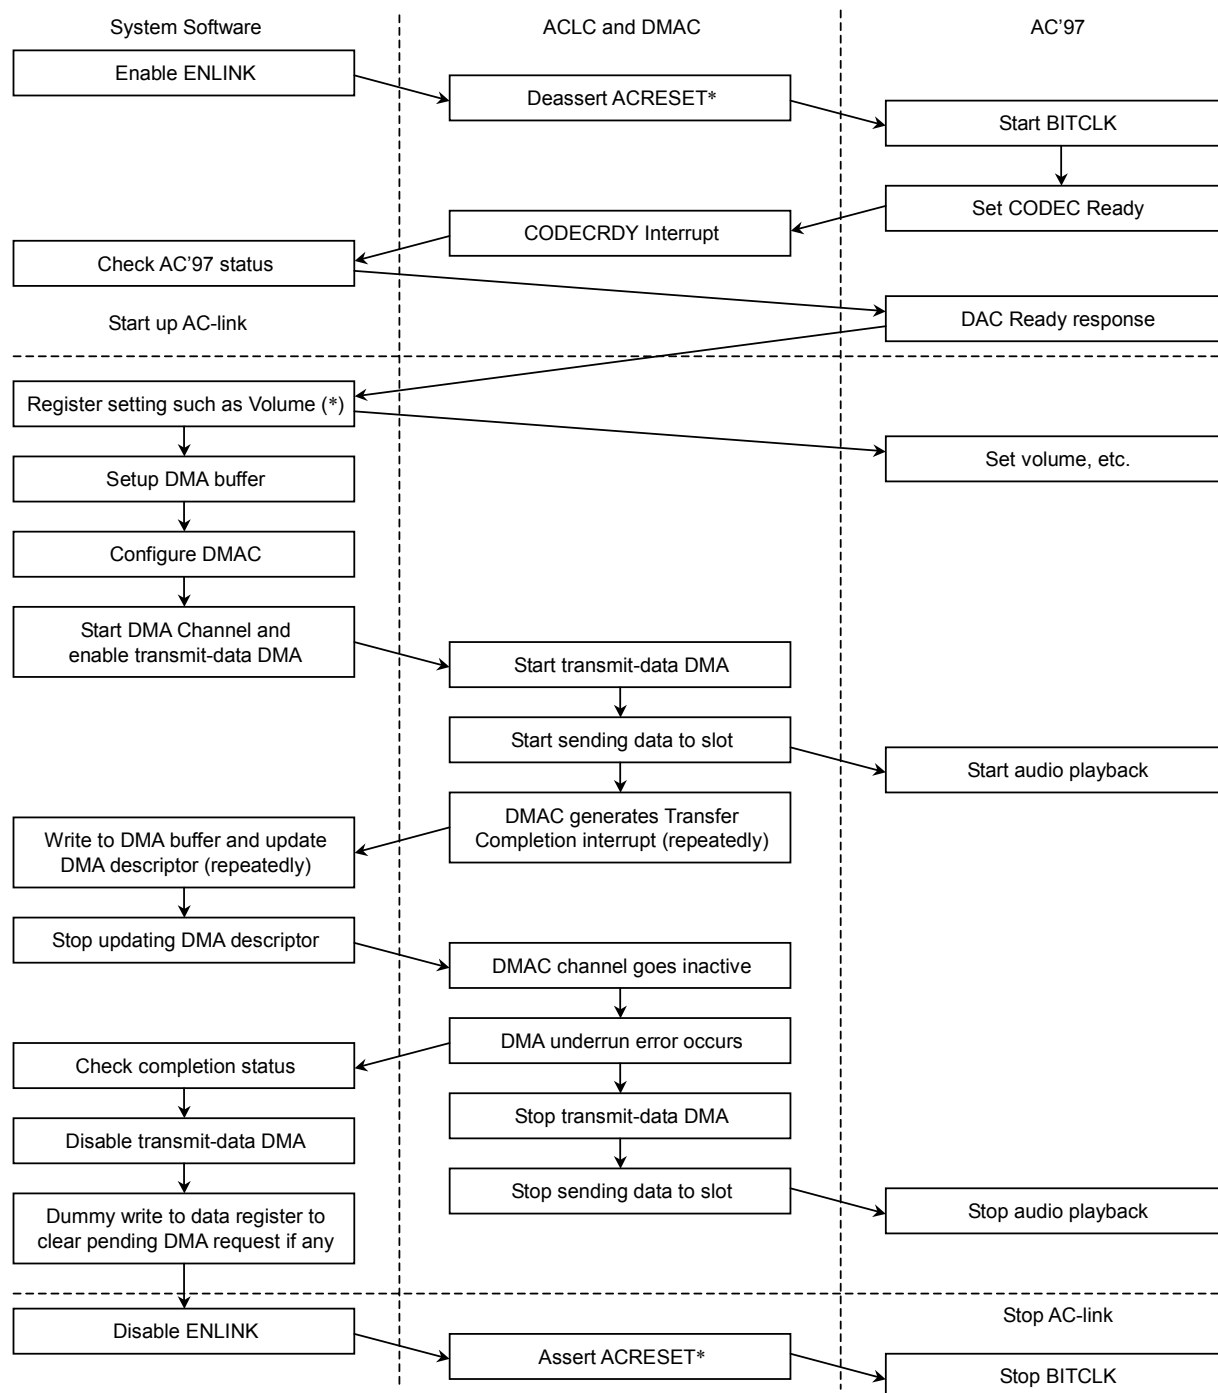 System Software
ACLC and DMAC
AC’97
Enable ENLINK
Deassert ACRESET*
Start BITCLK
Set CODEC Ready
CODECRDY Interrupt
Check AC’97 status
DAC Ready response
Start up AC-link
Register setting such as Volume (*)
Set volume, etc.
Setup DMA buffer
Configure DMAC
Start DMA Channel and
enable transmit-data DMA
Start transmit-data DMA
Start sending data to slot
Start audio playback
DMAC generates Transfer
Completion interrupt (repeatedly)
Write to DMA buffer and update
DMA descriptor (repeatedly)
Stop updating DMA descriptor
DMAC channel goes inactive
DMA underrun error occurs
Check completion status
Stop transmit-data DMA
Disable transmit-data DMA
Stop sending data to slot
Stop audio playback
Dummy write to data register to
clear pending DMA request if any
Stop AC-link
Disable ENLINK
Assert ACRESET*
Stop BITCLK